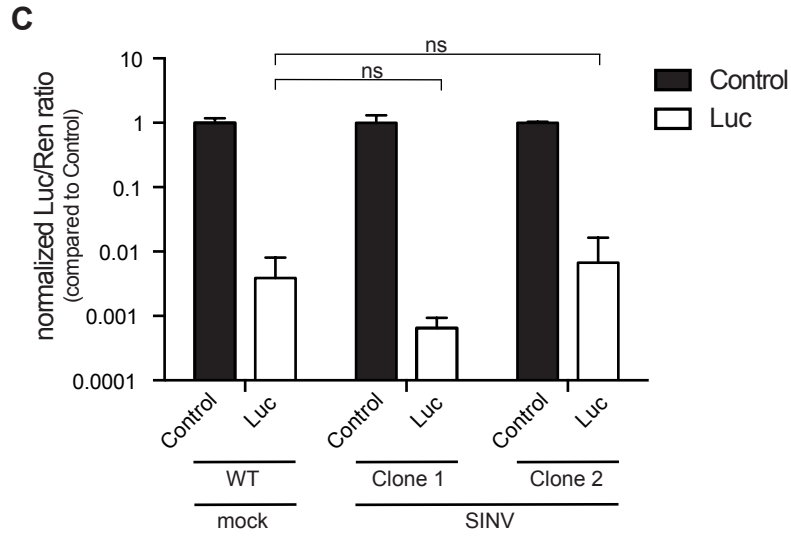 C
normalized Luc/Ren ratio
(compared to Control)
10
1
0.1
0.01
0.001
0.0001
ns
ns
Control
Luc
Control
Luc
Control
Luc
Control
Luc
WT
Clone 1
Clone 2
mock
SINV